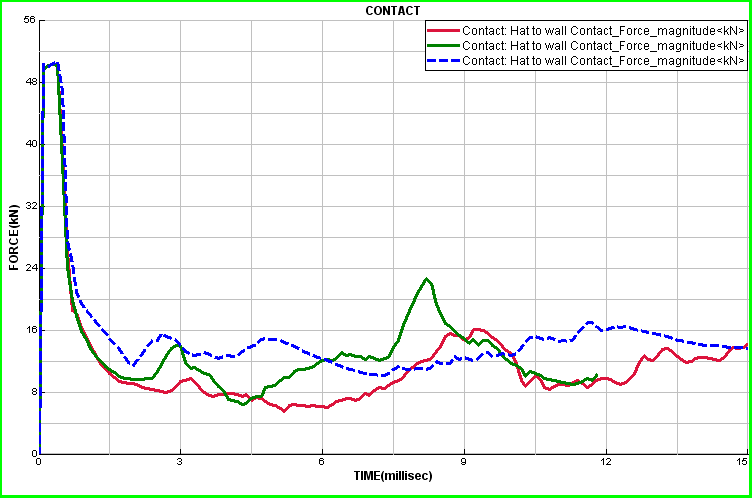 CONTACT
Contact: Hat to wall Contact_Force_magnitude<kN>
Contact: Hat to wall Contact_Force_magnitude<kN>
Contact: Hat to wall Contact_Force_magnitude<kN>
56
48
40
32
24
16
8
0
FORCE(kN)
0 3 6 9 12 15
TIME(millisec)